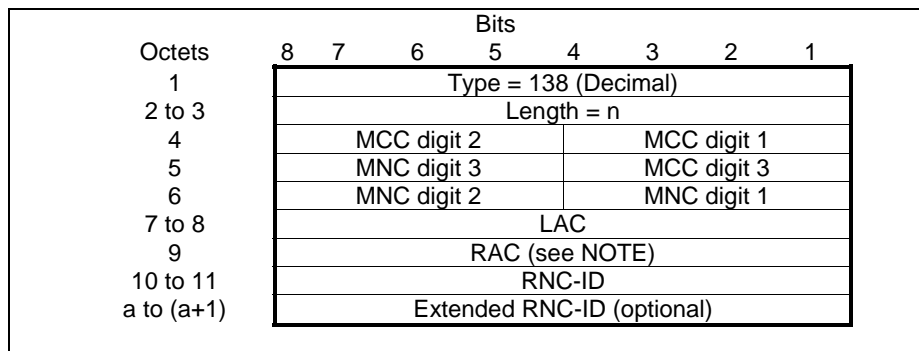 Bits
Octets 8 7 6 5 4 3 2 1
1 Type = 138 (Decimal)
2 to 3 Length = n
4 MCC digit 2 MCC digit 1
5 MNC digit 3 MCC digit 3
6 MNC digit 2 MNC digit 1
7 to 8 LAC
9 RAC (see NOTE)
10 to 11 RNC-ID
a to (a+1) Extended RNC-ID (optional)